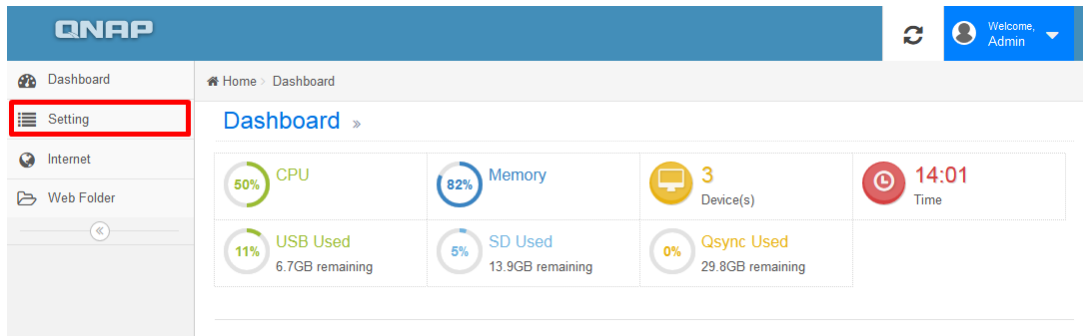 QNAP
Welcome,
Admin
Dashboard
Setting
Internet
Web Folder
Home > Dashboard
Dashboard »
50% CPU
82% Memory
3
Device(s)
14:01
Time
11% USB Used
6.7GB remaining
5% SD Used
13.9GB remaining
0% Qsync Used
29.8GB remaining